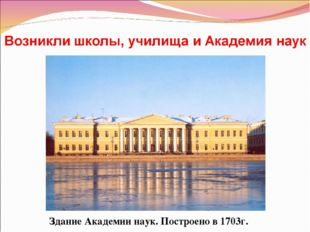 Возникли школы, училища и Академия наук
Здание Академии наук. Построено в 1703г.